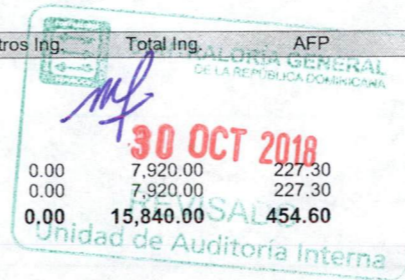 tros Ing. Total Ing. AFP
CONTRALORÍA GENERAL
DE LA REPÚBLICA DOMINICANA
30 OCT 2018
0.00 7,920.00 227.30
0.00 7,920.00 227.30
0.00 15,840.00 454.60
REVISADO
Unidad de Auditoría Interna